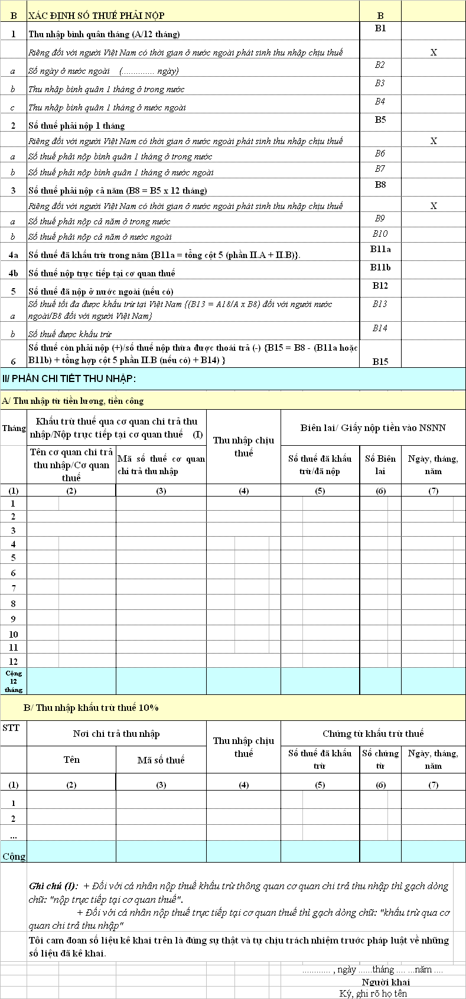 B XÁC ĐỊNH SỐ THUẾ PHẢI NỘP B
1 Thu nhập bình quân tháng (A/12 tháng) B1
Riêng đối với người Việt Nam có thời gian ở nước ngoài phát sinh thu nhập chịu thuế X
a Số ngày ở nước ngoài (.............. ngày) B2
b Thu nhập bình quân 1 tháng ở trong nước B3
c Thu nhập bình quân 1 tháng ở nước ngoài B4
2 Số thuế phải nộp 1 tháng B5
Riêng đối với người Việt Nam có thời gian ở nước ngoài phát sinh thu nhập chịu thuế X
a Số thuế phải nộp bình quân 1 tháng ở trong nước B6
b Số thuế phải nộp bình quân 1 tháng ở nước ngoài B7
3 Số thuế phải nộp cả năm (B8 = B5 x 12 tháng) B8
Riêng đối với người Việt Nam có thời gian ở nước ngoài phát sinh thu nhập chịu thuế X
a Số thuế phải nộp cả năm ở trong nước B9
b Số thuế phải nộp cả năm ở nước ngoài B10
4a Số thuế đã khấu trừ trong năm {B11a = tổng cột 5 (phần II.A + II.B)}. B11a
4b Số thuế nộp trực tiếp tại cơ quan thuế B11b
5 Số thuế đã nộp ở nước ngoài (nếu có) B12
Số thuế tối đa được khấu trừ tại Việt Nam {(B13 = A18/A x B8) đối với người nước B13
a ngoài/B8 đối với người Việt Nam}
b Số thuế được khấu trừ B14
Số thuế còn phải nộp (+)/số thuế nộp thừa được thoái trả (-) {B15 = B8 - (B11a hoặc
6 B11b) + tổng hợp cột 5 phần II.B (nếu có) + B14) } B15
II/ PHẦN CHI TIẾT THU NHẬP:
A/ Thu nhập từ tiền lương, tiền công
Tháng
Khấu trừ thuế qua cơ quan chi trả thu
nhập/Nộp trực tiếp tại cơ quan thuế (I)
Thu nhập chịu
thuế
Biên lai/ Giấy nộp tiền vào NSNN
Tên cơ quan chi trả
thu nhập/Cơ quan
thuế
Mã số thuế cơ quan
chi trả thu nhập
Số thuế đã khấu
trừ/đã nộp
Số Biên
lai
Ngày, tháng,
năm
(1) (2) (3) (4) (5) (6) (7)
1
2
3
4
5
6
7
8
9
10
11
12
Cộng
12
tháng
B/ Thu nhập khấu trừ thuế 10%
STT
Nơi chi trả thu nhập
Thu nhập chịu
thuế
Chứng từ khấu trừ thuế
Tên
Mã số thuế
Số thuế đã khấu
trừ
Số chứng
từ
Ngày, tháng,
năm
(1) (2) (3) (4) (5) (6) (7)
1
2
...
Cộng
Ghi chú (I): + Đối với cá nhân nộp thuế khấu trừ thông quan cơ quan chi trả thu nhập thì gạch dòng
chữ: "nộp trực tiếp tại cơ quan thuế".
+ Đối với cá nhân nộp thuế trực tiếp tại cơ quan thuế thì gạch dòng chữ: "khấu trừ qua cơ
quan chi trả thu nhập"
Tôi cam đoan số liệu kê khai trên là đúng sự thật và tự chịu trách nhiệm trước pháp luật về những
số liệu đã kê khai.
............ , ngày ......tháng .... ...năm ....
Người khai
Ký, ghi rõ họ tên